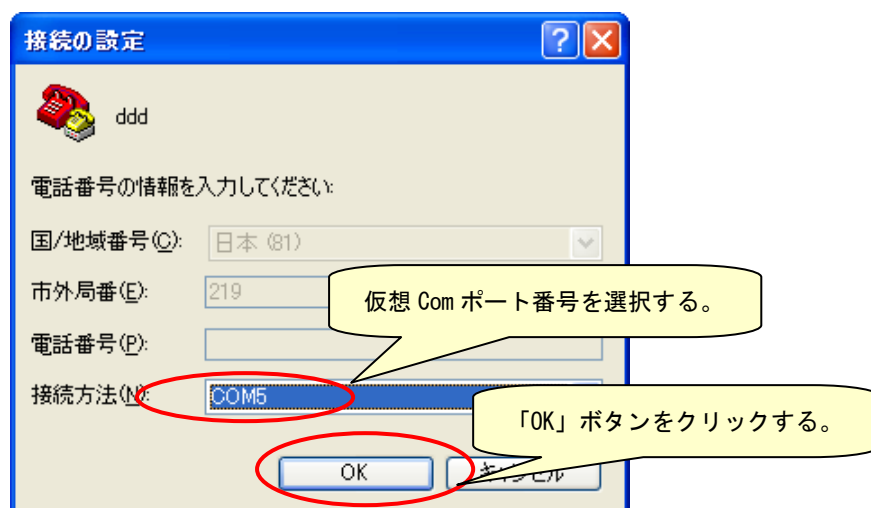 接続の設定
ddd
電話番号の情報を入力してください:
国/地域番号(C): 日本 (81)
市外局番(E): 219
仮想 Com ポート番号を選択する。
電話番号(P):
接続方法(N): COM5
「OK」ボタンをクリックする。
OK